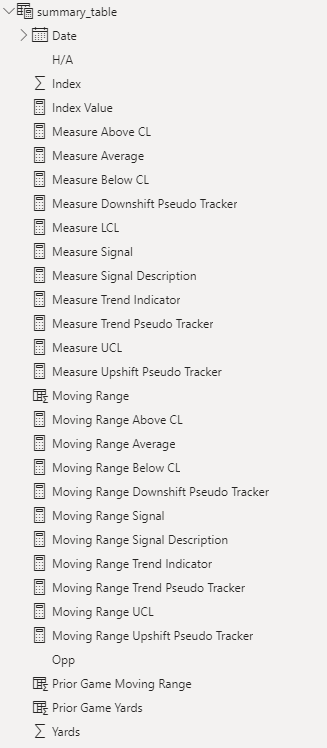 summary_table
Date
H/A
Index
Index Value
Measure Above CL
Measure Average
Measure Below CL
Measure Downshift Pseudo Tracker
Measure LCL
Measure Signal
Measure Signal Description
Measure Trend Indicator
Measure Trend Pseudo Tracker
Measure UCL
Measure Upshift Pseudo Tracker
Moving Range
Moving Range Above CL
Moving Range Average
Moving Range Below CL
Moving Range Downshift Pseudo Tracker
Moving Range Signal
Moving Range Signal Description
Moving Range Trend Indicator
Moving Range Trend Pseudo Tracker
Moving Range UCL
Moving Range Upshift Pseudo Tracker
Opp
Prior Game Moving Range
Prior Game Yards
Yards